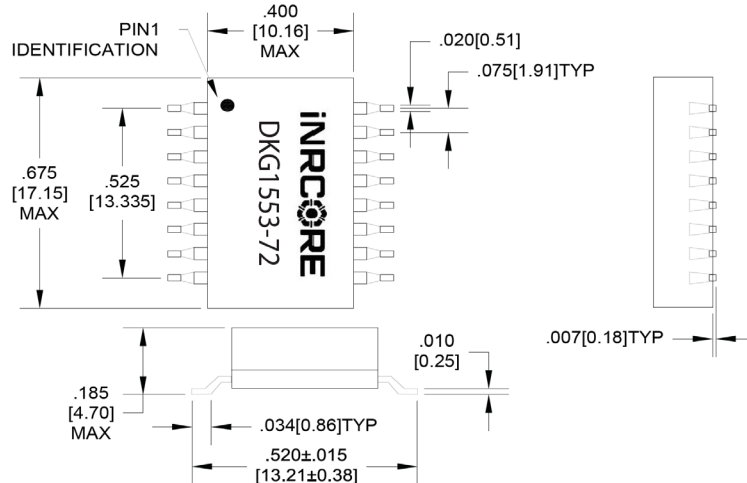 PIN1
IDENTIFICATION
.400
[10.16]
MAX
.020[0.51]
.075[1.91]TYP
.675
[17.15]
MAX
.525
[13.335]
iNRCORE
DKG1553-72
.007[0.18]TYP
.010
[0.25]
.185
[4.70]
MAX
.034[0.86]TYP
.520±.015
[13.21±0.38]